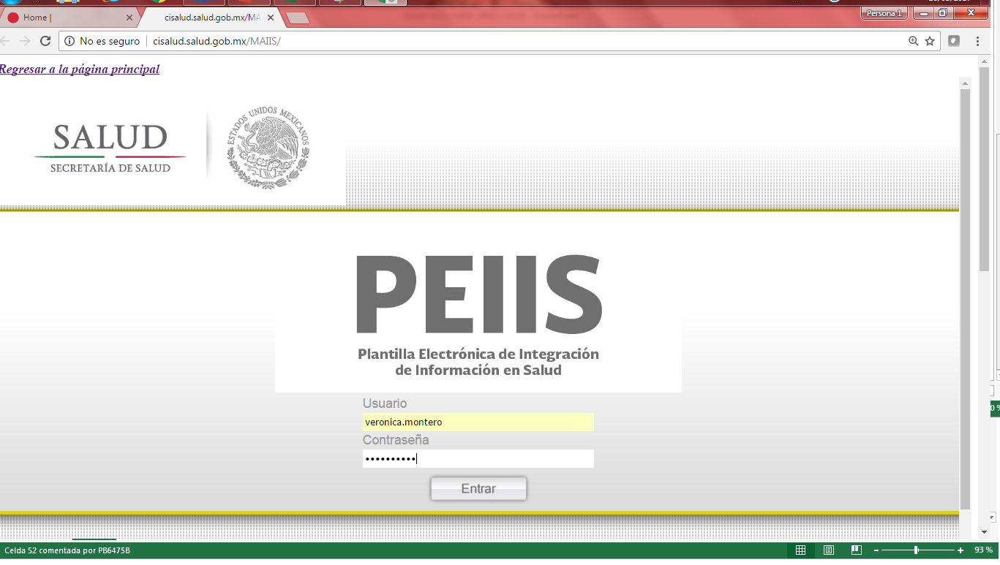 Home |
cisalud.salud.gob.mx/MA
Persona 1
No es seguro
cisalud.salud.gob.mx/MAIIS/
Regresar a la página principal
SALUD
SECRETARÍA DE SALUD
ESTADOS UNIDOS MEXICANOS
PEIIS
Plantilla Electrónica de Integración
de Información en Salud
Usuario
veronica.montero
Contraseña
••••••••••
Entrar
Celda S2 comentada por PB6475B
93 %